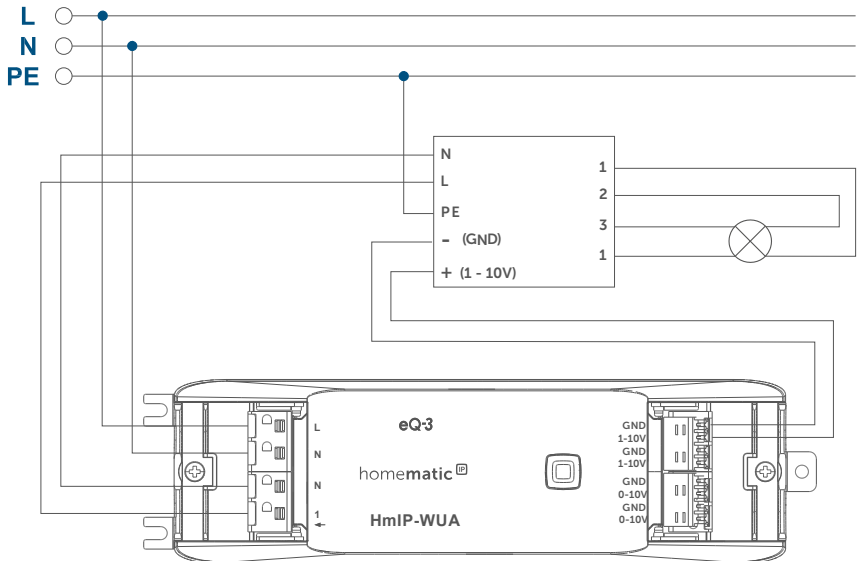 L
N
PE
N
L
PE
- (GND)
+ (1 - 10V)
1
2
3
1
eQ-3
homematic IP
HmIP-WUA
L
N
N
1
←
GND
1-10V
GND
1-10V
GND
0-10V
GND
0-10V